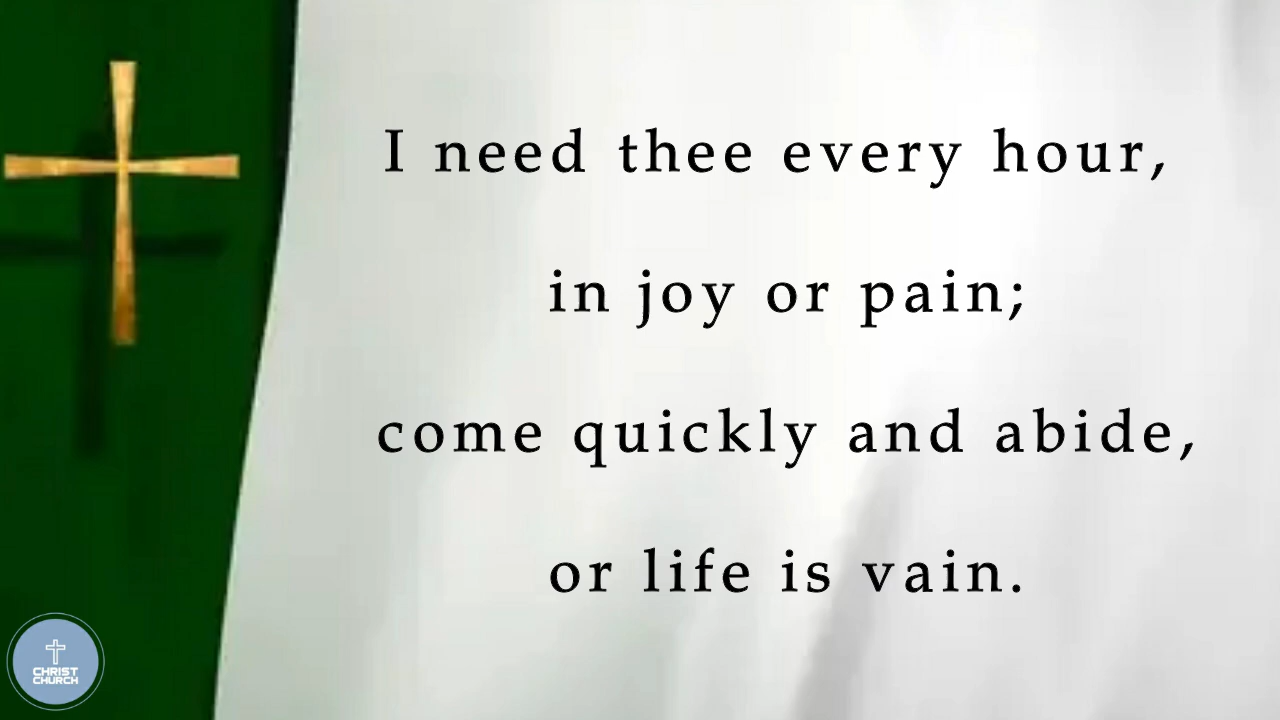 I need thee every hour,
in joy or pain;
come quickly and abide,
or life is vain.
CHRIST
CHURCH